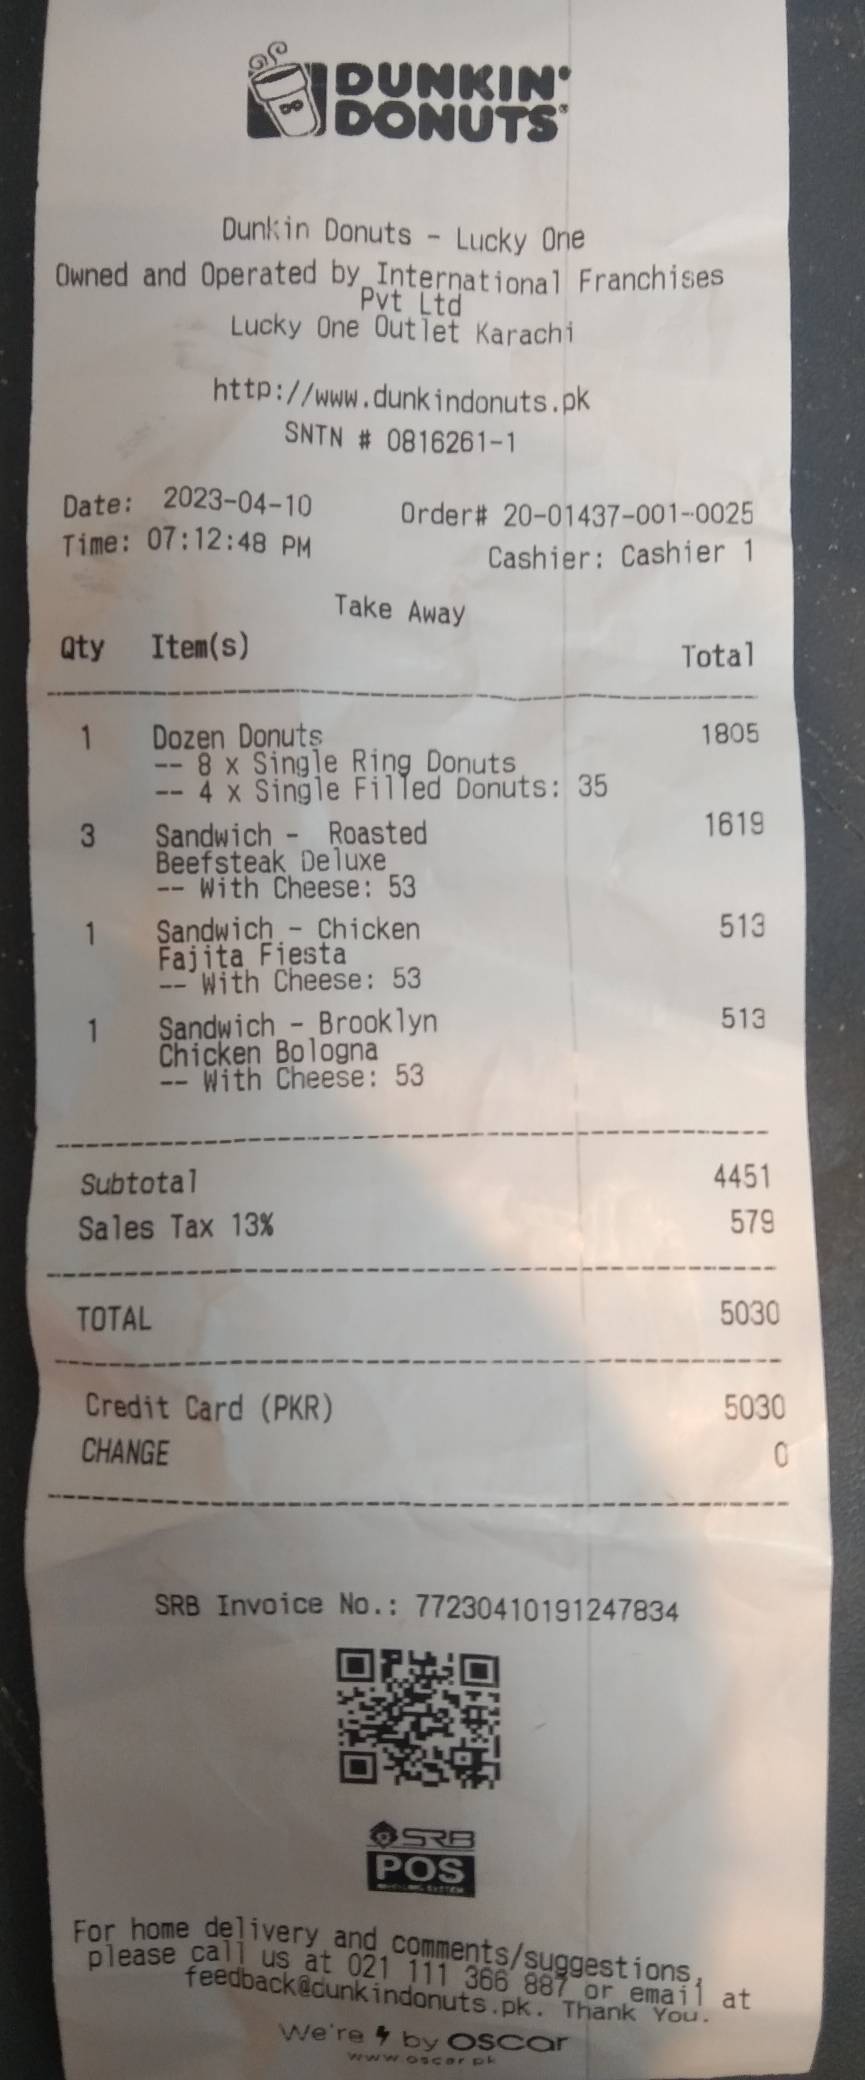 DUNKIN'
DONUTS
Dunkin Donuts - Lucky One
Owned and Operated by International Franchises
Pvt Ltd
Lucky One Outlet Karachi
http://www.dunkindonuts.pk
SNTN # 0816261-1
Date: 2023-04-10 Order# 20-01437-001-0025
Time: 07:12:48 PM Cashier: Cashier 1
Take Away
Qty Item(s) Total
1 Dozen Donuts 1805
-- 8 x Single Ring Donuts
-- 4 x Single Filled Donuts: 35
3 Sandwich - Roasted 1619
Beefsteak Deluxe
-- With Cheese: 53
1 Sandwich - Chicken 513
Fajita Fiesta
-- With Cheese: 53
1 Sandwich - Brooklyn 513
Chicken Bologna
-- With Cheese: 53
Subtotal 4451
Sales Tax 13% 579
TOTAL 5030
Credit Card (PKR) 5030
CHANGE 0
SRB Invoice No.: 77230410191247834
SRB
POS
For home delivery and comments/suggestions,
please call us at 021 111 366 887 or email at
feedback@dunkindonuts.pk. Thank You.
We're by OSCAR
www.oscar.pk